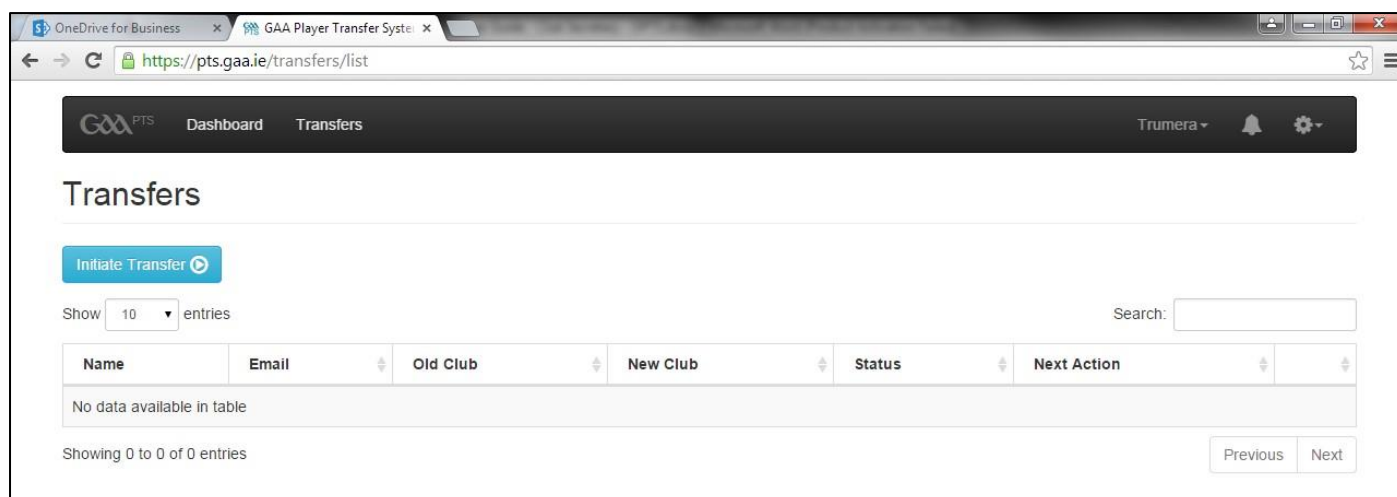 OneDrive for Business GAA Player Transfer Syste
https://pts.gaa.ie/transfers/list
GAA PTS Dashboard Transfers Trumera
Transfers
Initiate Transfer
Show 10 entries Search:
Name Email Old Club New Club Status Next Action
No data available in table
Showing 0 to 0 of 0 entries Previous Next